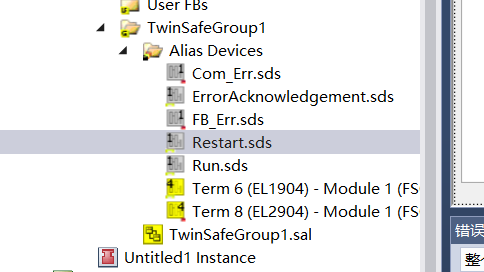 User FBs
TwinSafeGroup1
Alias Devices
Com_Err.sds
ErrorAcknowledgement.sds
FB_Err.sds
Restart.sds
Run.sds
Term 6 (EL1904) - Module 1 (FS
Term 8 (EL2904) - Module 1 (FS
TwinSafeGroup1.sal
Untitled1 Instance
错误
整个